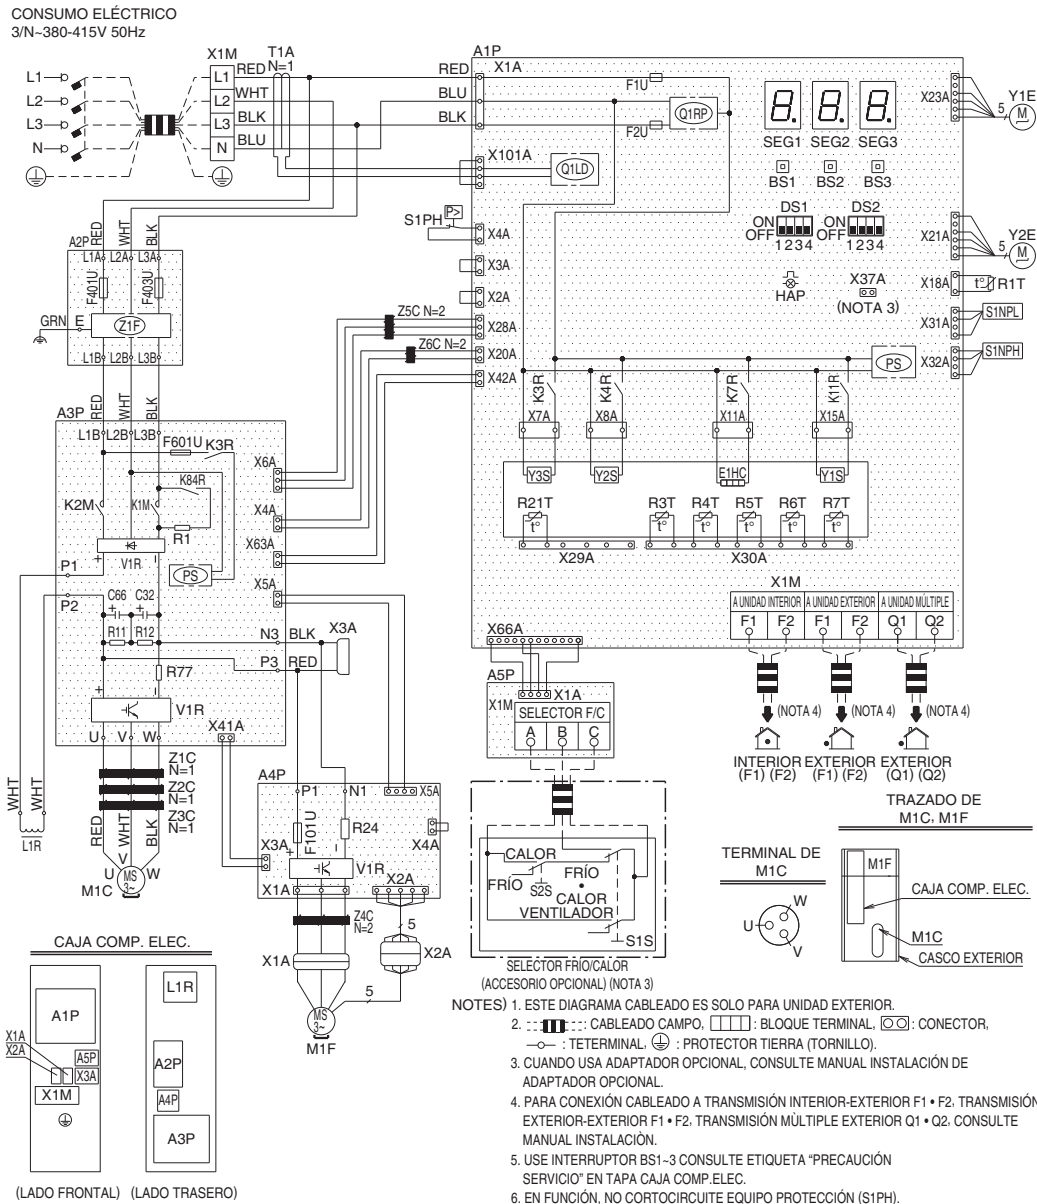 CONSUMO ELÉCTRICO
3/N~380-415V 50Hz
X1M
T1A
N=1
L1
L2
L3
N
L1
L2
L3
N
RED
WHT
BLK
BLU
A1P
RED
X1A
BLU
BLK
F1U
F2U
Q1RP
X101A
Q1LD
SEG1 SEG2 SEG3
BS1 BS2 BS3
DS1 DS2
ON
OFF
1 2 3 4
ON
OFF
1 2 3 4
HAP
X37A
(NOTA 3)
X23A
5
M
Y1E
X21A
5
M
Y2E
X18A
t° R1T
X31A
S1NPL
X32A
S1NPH
S1PH
P>
X4A
X3A
X2A
X28A
X20A
X42A
Z5C N=2
Z6C N=2
PS
K3R
K4R
K7R
K11R
X7A
X8A
X11A
X15A
Y3S
Y2S
E1HC
Y1S
R21T
R3T R4T R5T R6T R7T
t° t° t° t° t° t°
X29A
X30A
X1M
A UNIDAD INTERIOR
A UNIDAD EXTERIOR
A UNIDAD MÚLTIPLE
F1 F2 F1 F2 Q1 Q2
(NOTA 4) (NOTA 4) (NOTA 4)
INTERIOR EXTERIOR EXTERIOR
(F1) (F2) (F1) (F2) (Q1) (Q2)
A2P
RED
WHT
BLK
L1A L2A L3A
F401U
F403U
GRN E
Z1F
L1B L2B L3B
RED
WHT
BLK
A3P
L1B L2B L3B
F601U
K3R
K84R
K2M
K1M
R1
+
–
V1R
PS
P1
P2
C66 C32
+ +
R11 R12
R77
+
–
V1R
U V W
X6A
X4A
X63A
X5A
N3 BLK
X3A
P3 RED
X41A
WHT
WHT
L1R
Z1C
N=1
Z2C
N=1
Z3C
N=1
RED
WHT
BLK
V
U W
MS
3~
M1C
A4P
P1 N1
X5A
F101U
R24
X4A
X3A
+
–
V1R
X1A
X2A
Z4C
N=2
5
X1A
X2A
5
MS
3~
M1F
X66A
A5P
X1M
X1A
SELECTOR F/C
A B C
CALOR
FRÍO
S2S
FRÍO
•
CALOR
VENTILADOR
S1S
SELECTOR FRÍO/CALOR
(ACCESORIO OPCIONAL) (NOTA 3)
TERMINAL DE
M1C
W
U
V
TRAZADO DE
M1C, M1F
M1F
CAJA COMP. ELEC.
M1C
CASCO EXTERIOR
CAJA COMP. ELEC.
A1P
X1A
X2A
A5P
X3A
X1M
L1R
A2P
A4P
A3P
(LADO FRONTAL) (LADO TRASERO)
NOTES) 1. ESTE DIAGRAMA CABLEADO ES SOLO PARA UNIDAD EXTERIOR.
2. : CABLEADO CAMPO, : BLOQUE TERMINAL, : CONECTOR,
: TETERMINAL, : PROTECTOR TIERRA (TORNILLO).
3. CUANDO USA ADAPTADOR OPCIONAL, CONSULTE MANUAL INSTALACIÓN DE
ADAPTADOR OPCIONAL.
4. PARA CONEXIÓN CABLEADO A TRANSMISIÓN INTERIOR-EXTERIOR F1 • F2, TRANSMISIÓN
EXTERIOR-EXTERIOR F1 • F2, TRANSMISIÓN MÙLTIPLE EXTERIOR Q1 • Q2, CONSULTE
MANUAL INSTALACIÒN.
5. USE INTERRUPTOR BS1~3 CONSULTE ETIQUETA “PRECAUCIÓN
SERVICIO” EN TAPA CAJA COMP.ELEC.
6. EN FUNCIÓN, NO CORTOCIRCUITE EQUIPO PROTECCIÓN (S1PH).